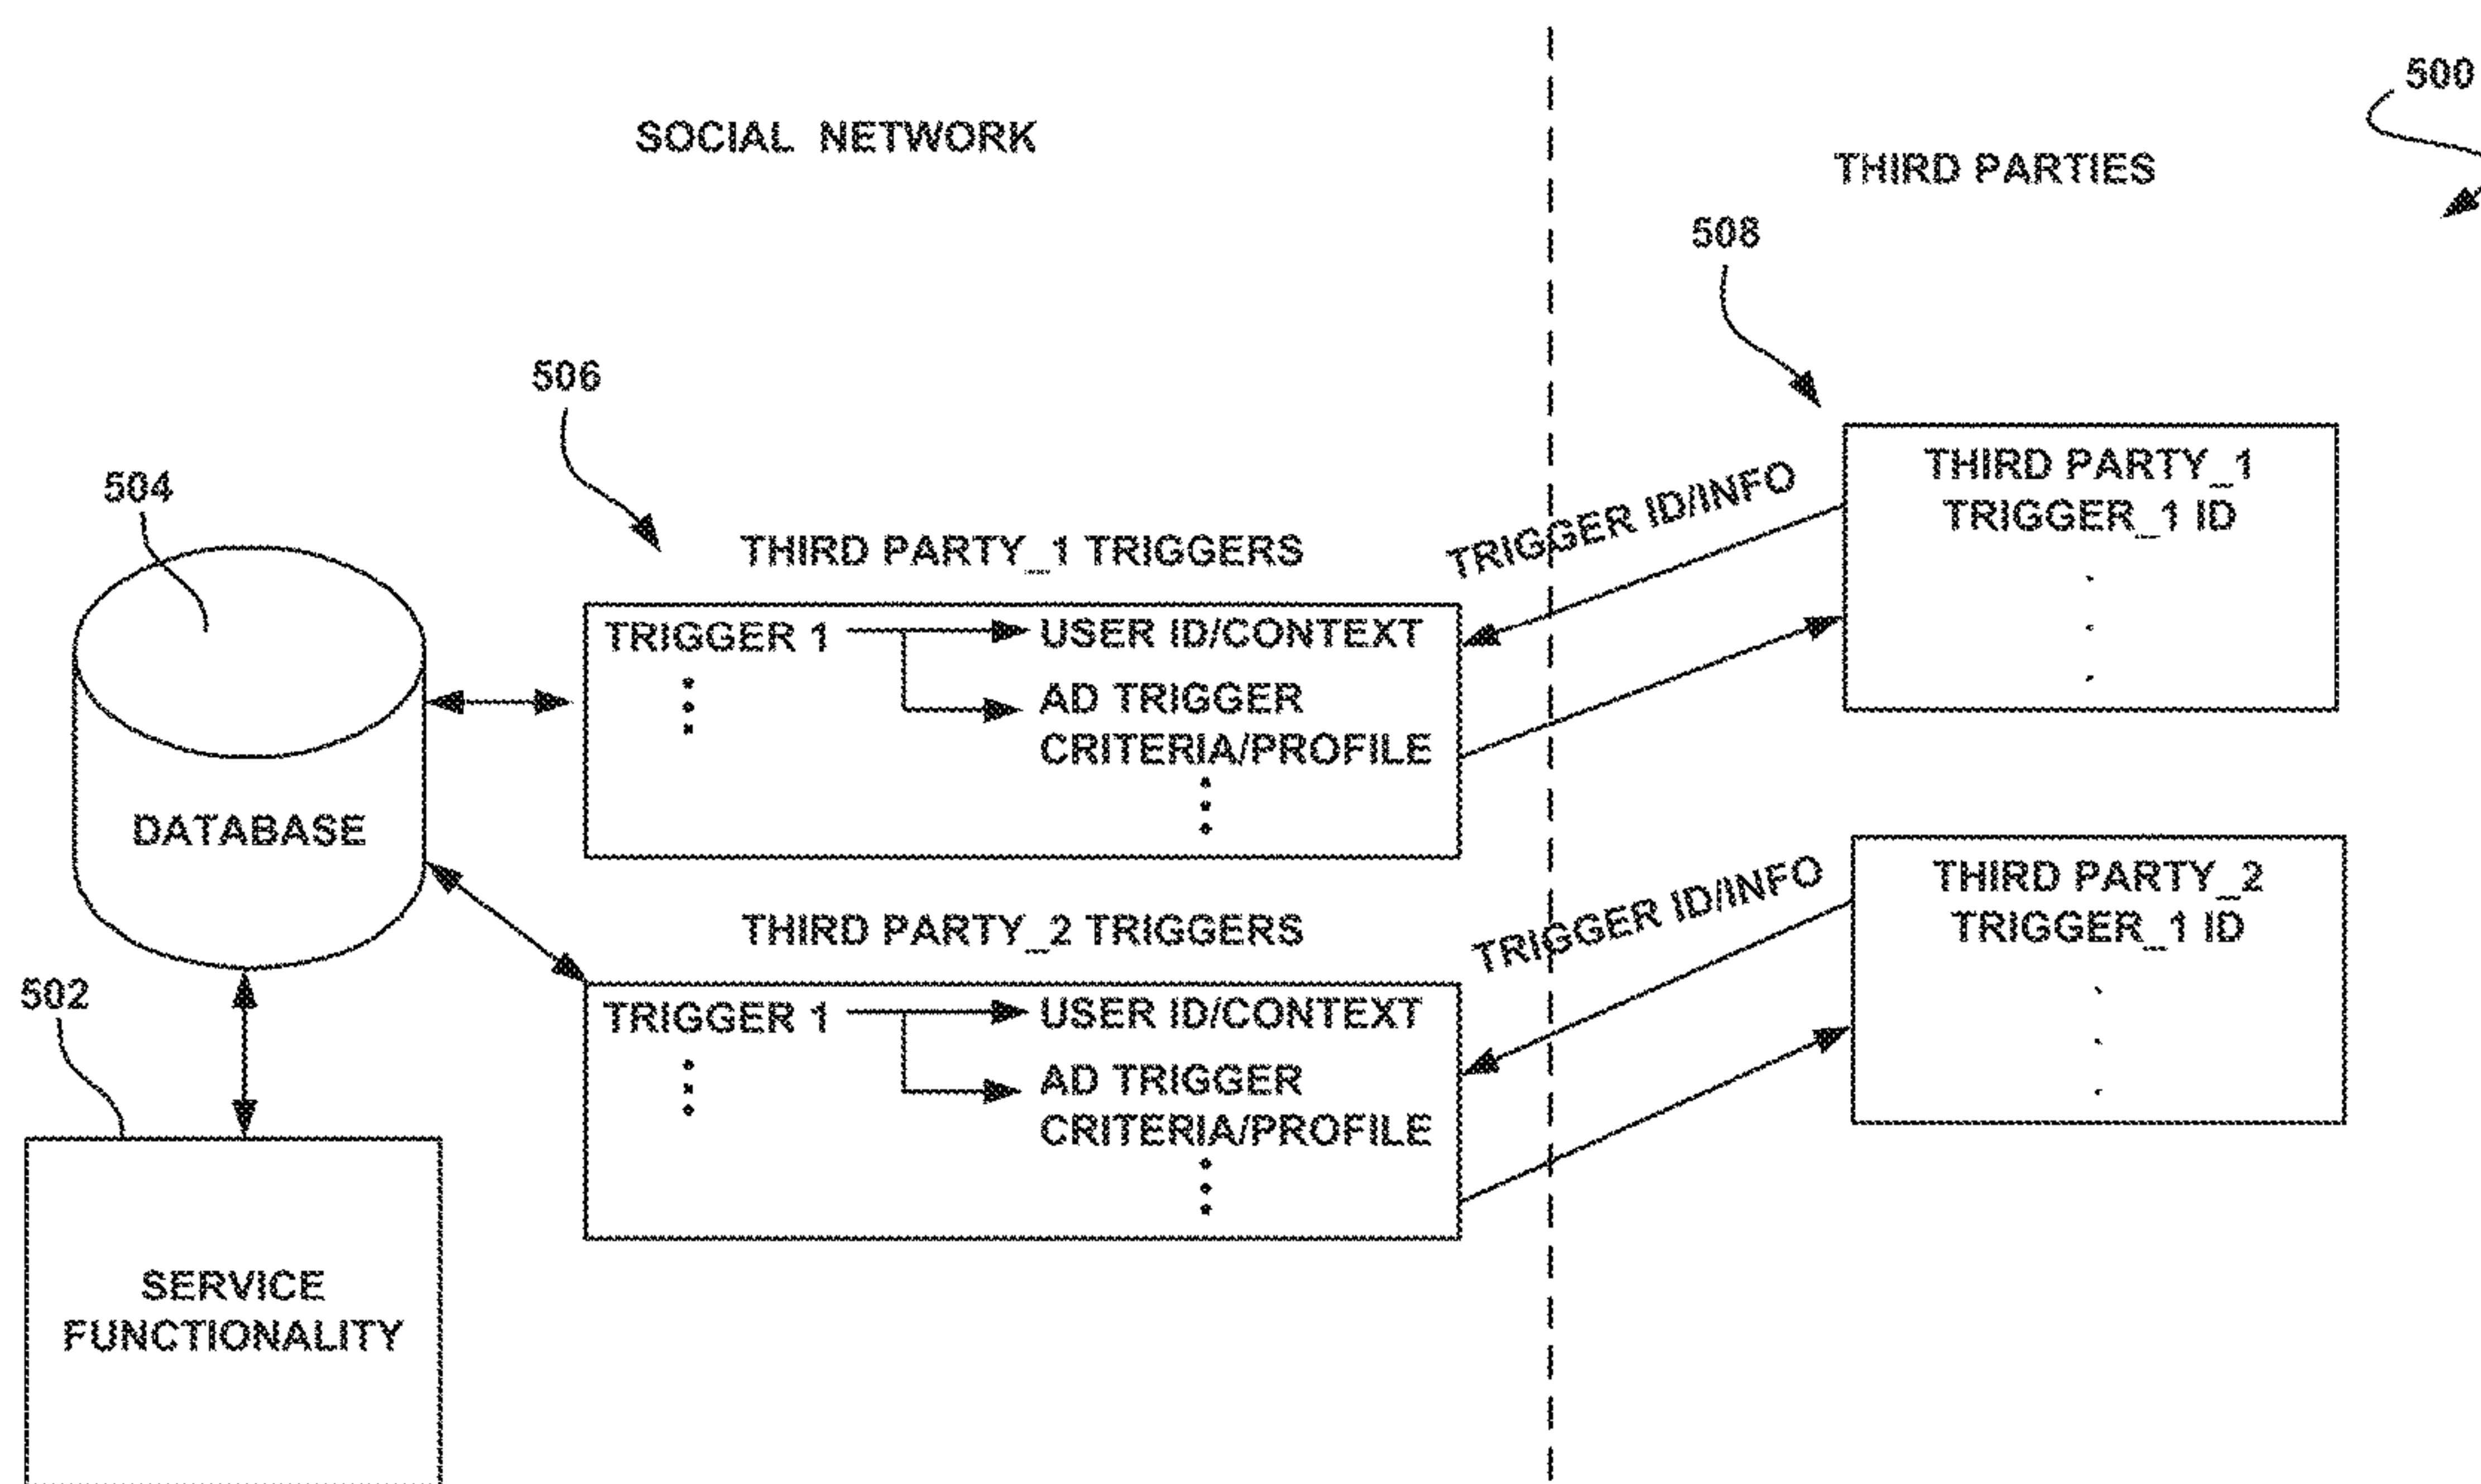 500
SOCIAL NETWORK
THIRD PARTIES
508
506
504
THIRD PARTY_1
TRIGGER_1 ID
TRIGGER ID/INFO
THIRD PARTY_1 TRIGGERS
TRIGGER 1
USER ID/CONTEXT
AD TRIGGER
CRITERIA/PROFILE
DATABASE
THIRD PARTY_2
TRIGGER_1 ID
TRIGGER ID/INFO
THIRD PARTY_2 TRIGGERS
502
TRIGGER 1
USER ID/CONTEXT
AD TRIGGER
CRITERIA/PROFILE
SERVICE
FUNCTIONALITY